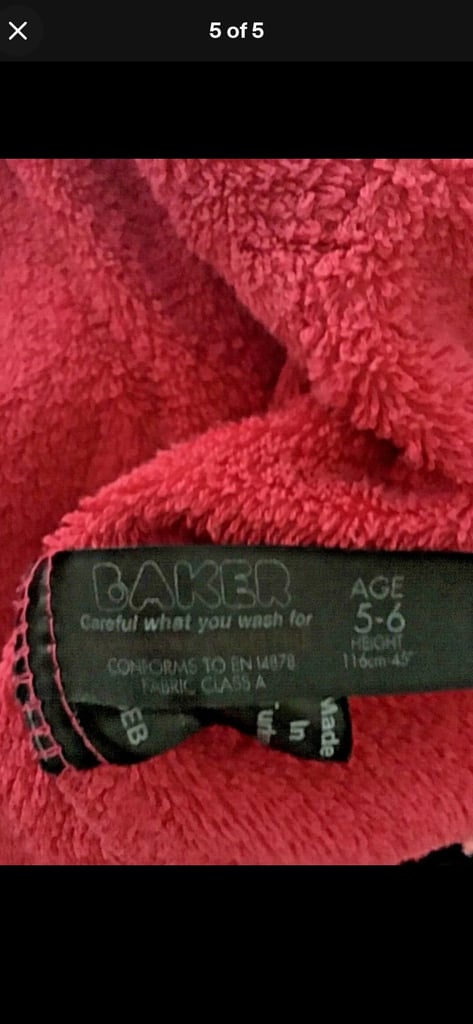 5 of 5
BAKER
Careful what you wash for
CONFORMS TO EN 14878
FABRIC CLASS A
AGE
5-6
HEIGHT
116cm-45"
EB
In
Made